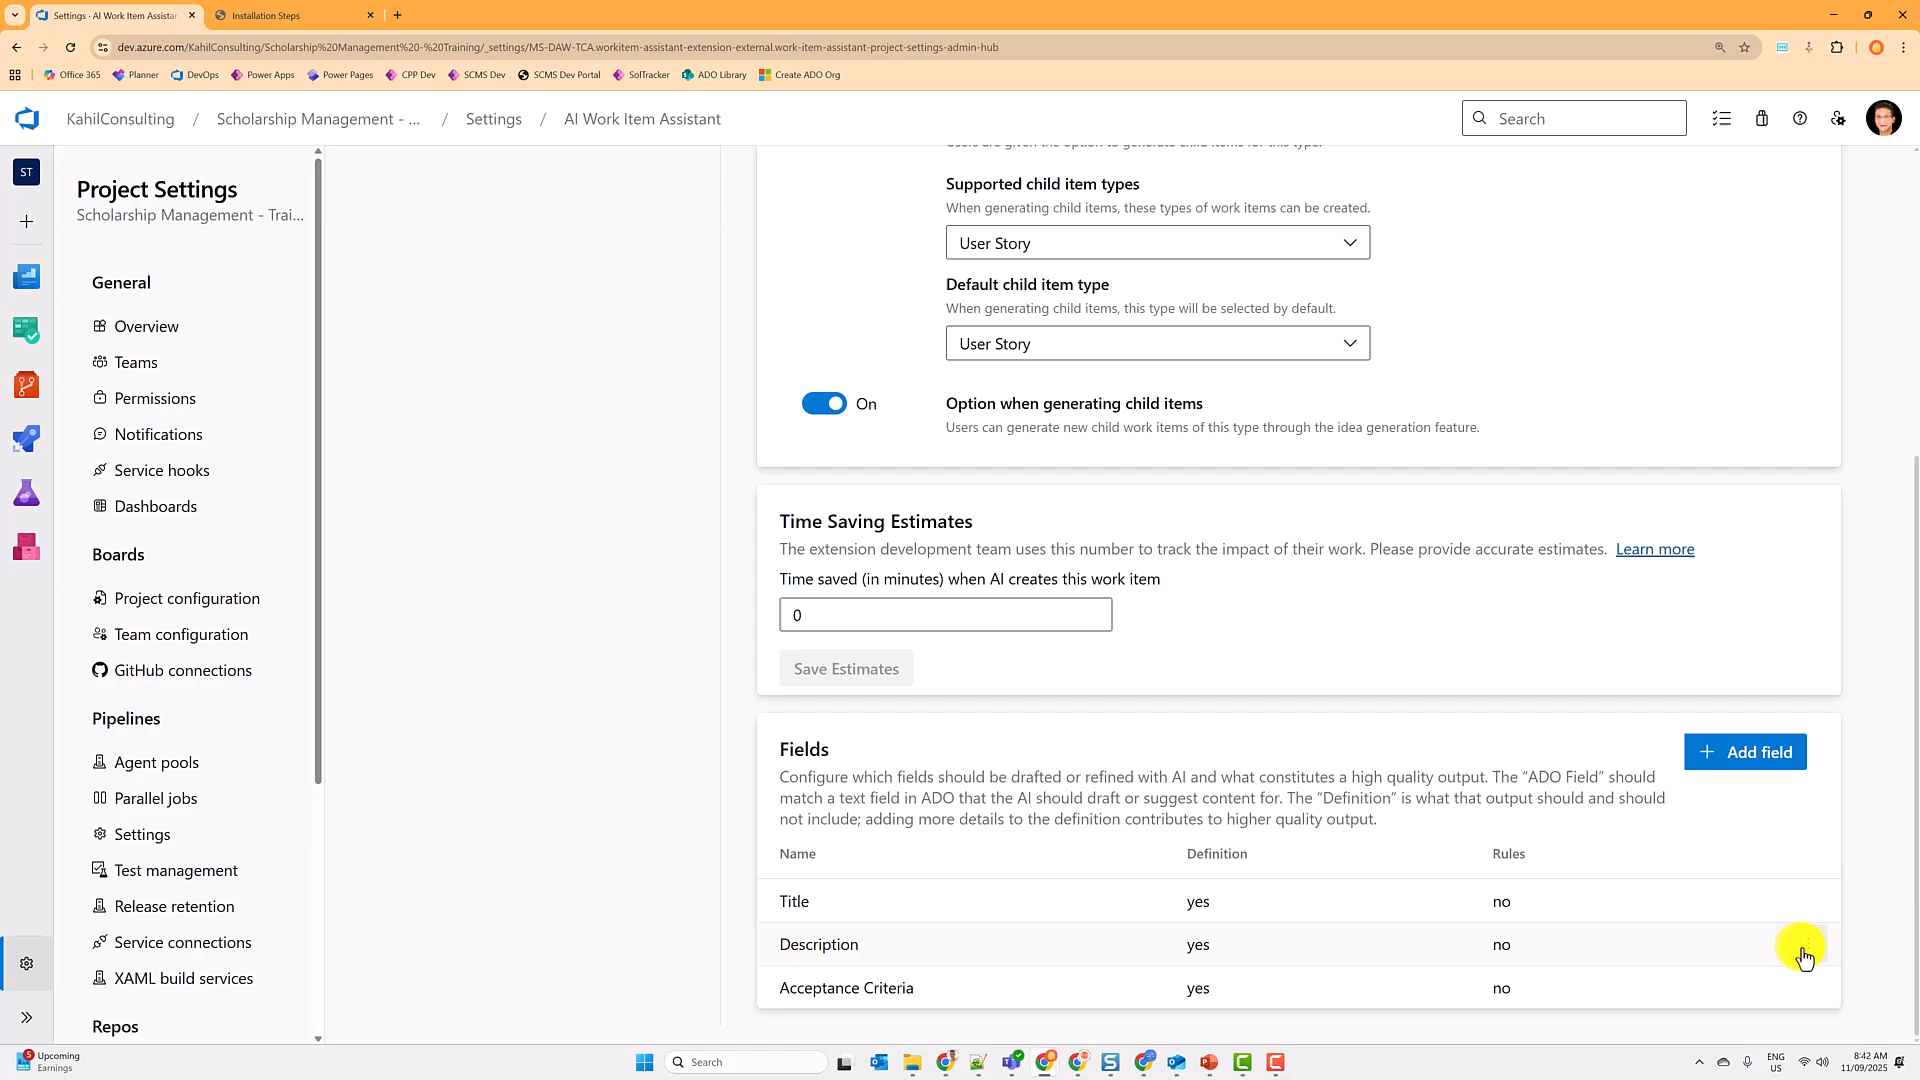 Settings · AI Work Item Assistan
Installation Steps
dev.azure.com/KahilConsulting/Scholarship%20Management%20-%20Training/_settings/MS-DAW-TCA.workitem-assistant-extension-external.work-item-assistant-project-settings-admin-hub
Office 365
Planner
DevOps
Power Apps
Power Pages
CPP Dev
SCMS Dev
SCMS Dev Portal
SolTracker
ADO Library
Create ADO Org
KahilConsulting / Scholarship Management - ... / Settings / AI Work Item Assistant
Search
ST
Project Settings
Scholarship Management - Trai...
General
Overview
Teams
Permissions
Notifications
Service hooks
Dashboards
Boards
Project configuration
Team configuration
GitHub connections
Pipelines
Agent pools
Parallel jobs
Settings
Test management
Release retention
Service connections
XAML build services
Repos
Users are given the option to generate child items for this type.
Supported child item types
When generating child items, these types of work items can be created.
User Story
Default child item type
When generating child items, this type will be selected by default.
User Story
On
Option when generating child items
Users can generate new child work items of this type through the idea generation feature.
Time Saving Estimates
The extension development team uses this number to track the impact of their work. Please provide accurate estimates. Learn more
Time saved (in minutes) when AI creates this work item
0
Save Estimates
Fields
Add field
Configure which fields should be drafted or refined with AI and what constitutes a high quality output. The “ADO Field” should
match a text field in ADO that the AI should draft or suggest content for. The “Definition” is what that output should and should
not include; adding more details to the definition contributes to higher quality output.
Name Definition Rules
Title yes no
Description yes no
Acceptance Criteria yes no
5
Upcoming
Earnings
Search
ENG
US
8:42 AM
11/09/2025